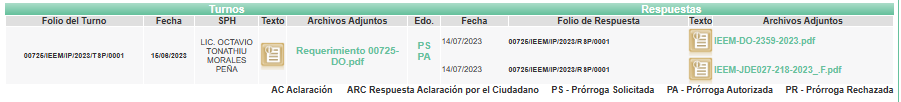 Turnos Respuestas
Folio del Turno Fecha SPH Texto Archivos Adjuntos Edo. Fecha Folio de Respuesta Texto Archivos Adjuntos
00725/IEEM/IP/2023/TSP/0001 15/06/2023 LIC. OCTAVIO TONATHIU MORALES PEÑA Requerimiento 00725-DO.pdf PS PA
14/07/2023 00725/IEEM/IP/2023/RSP/0001 IEEM-DO-2359-2023.pdf
14/07/2023 00725/IEEM/IP/2023/RSP/0001 IEEM-JDE027-218-2023_.F.pdf
AC Aclaración ARC Respuesta Aclaración por el Ciudadano PS - Prórroga Solicitada PA - Prórroga Autorizada PR - Prórroga Rechazada